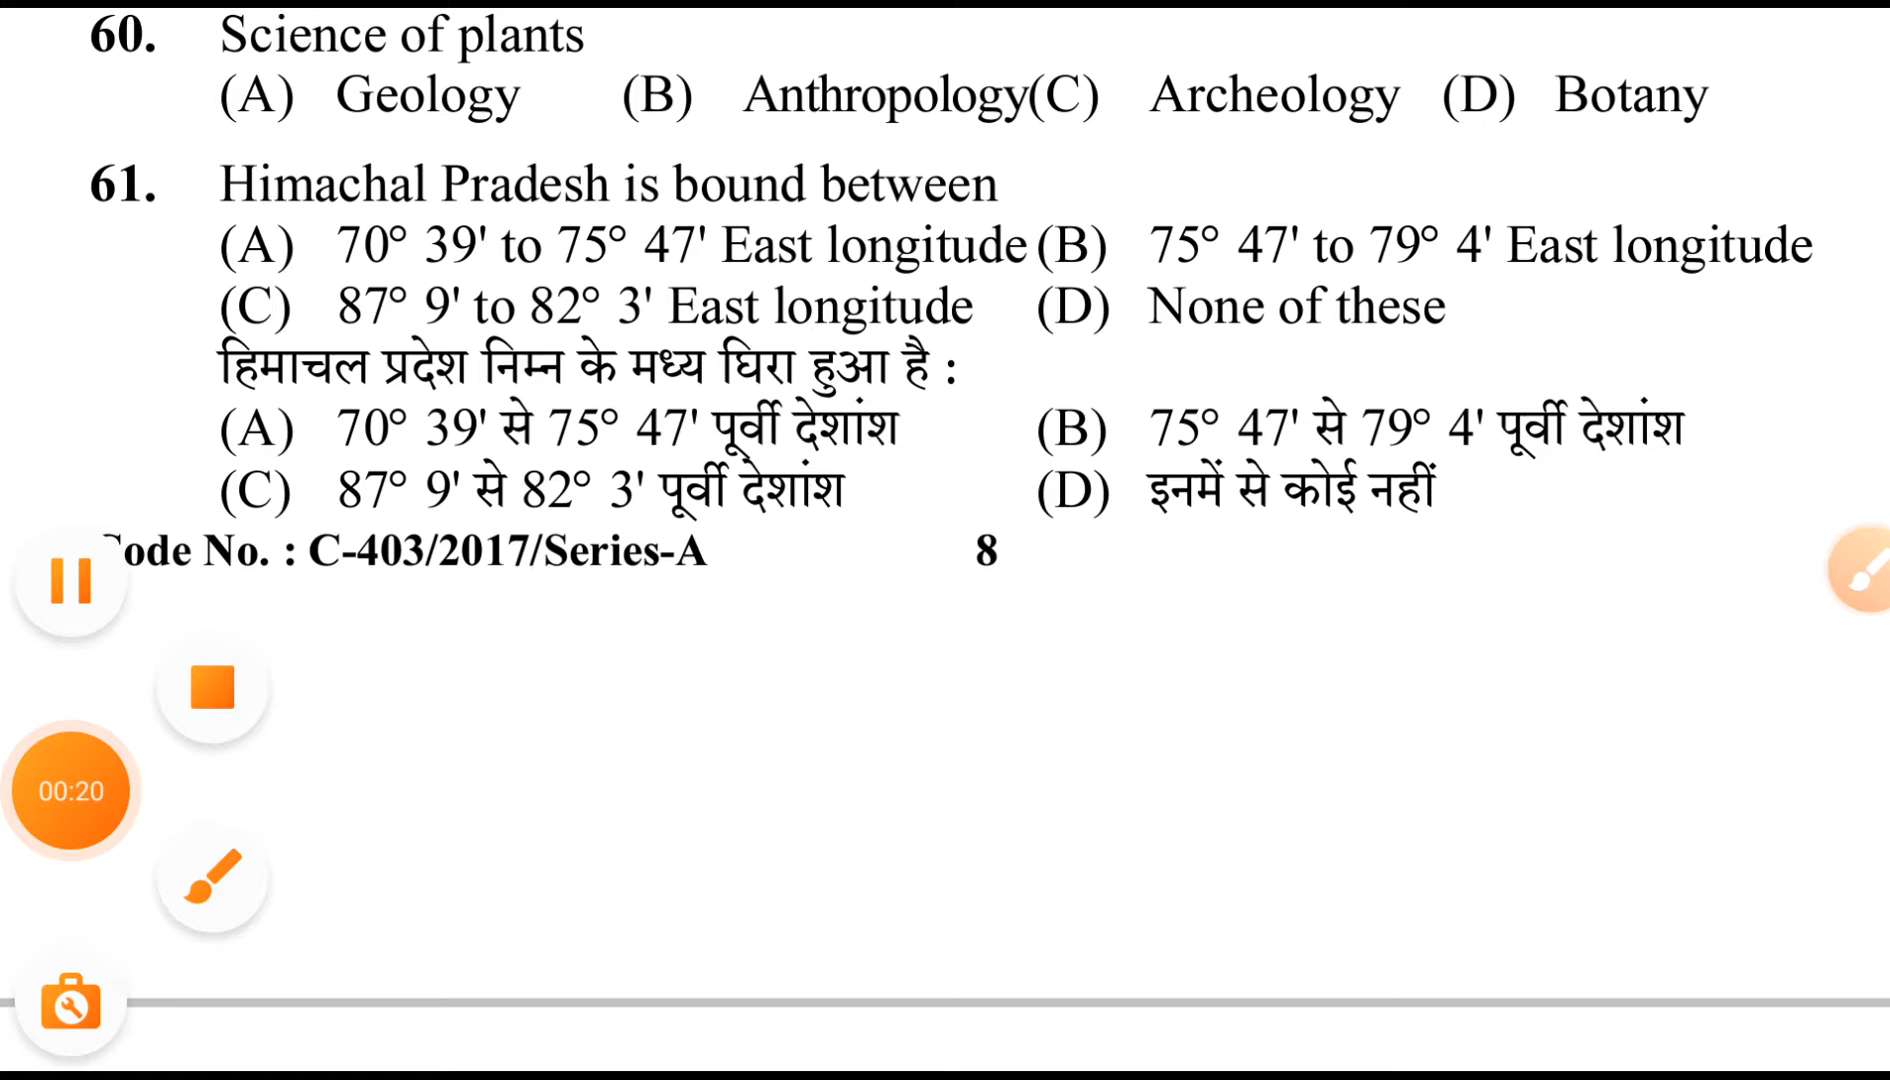 60. Science of plants
(A) Geology (B) Anthropology(C) Archeology (D) Botany
61. Himachal Pradesh is bound between
(A) 70° 39' to 75° 47' East longitude (B) 75° 47' to 79° 4' East longitude
(C) 87° 9' to 82° 3' East longitude (D) None of these
हिमाचल प्रदेश निम्न के मध्य घिरा हुआ है :
(A) 70° 39' से 75° 47' पूर्वी देशांश (B) 75° 47' से 79° 4' पूर्वी देशांश
(C) 87° 9' से 82° 3' पूर्वी देशांश (D) इनमें से कोई नहीं
ode No. : C-403/2017/Series-A 8
00:20